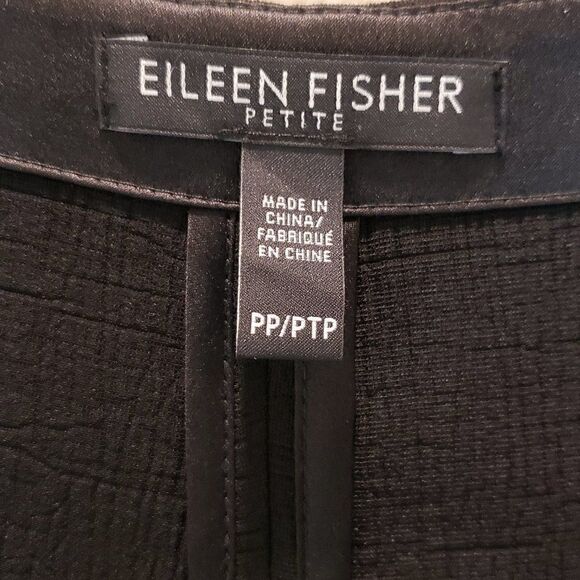 EILEEN FISHER
PETITE
MADE IN
CHINA/
FABRIQUÉ
EN CHINE
PP/PTP